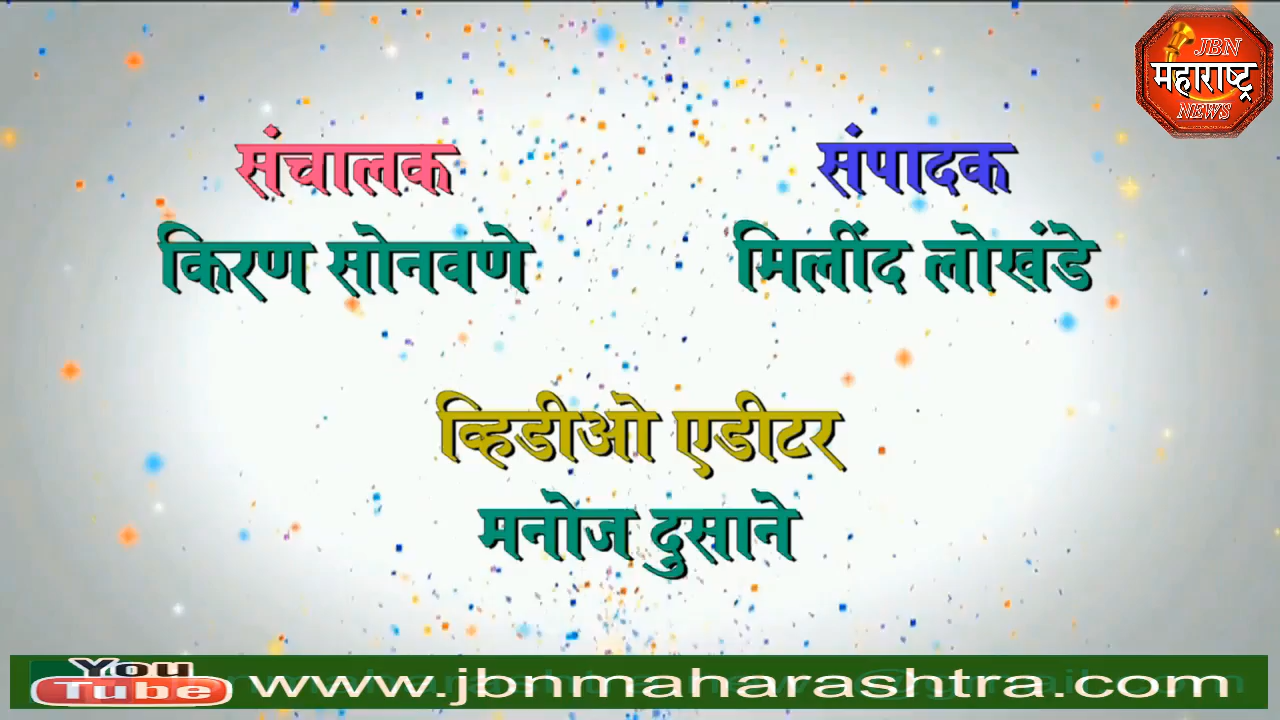 JBN
महाराष्ट्र
NEWS
संचालक
किरण सोनवणे
संपादक
मिलींद लोखंडे
व्हिडीओ एडीटर
मनोज दुसाने
You
Tube
www.jbnmaharashtra.com